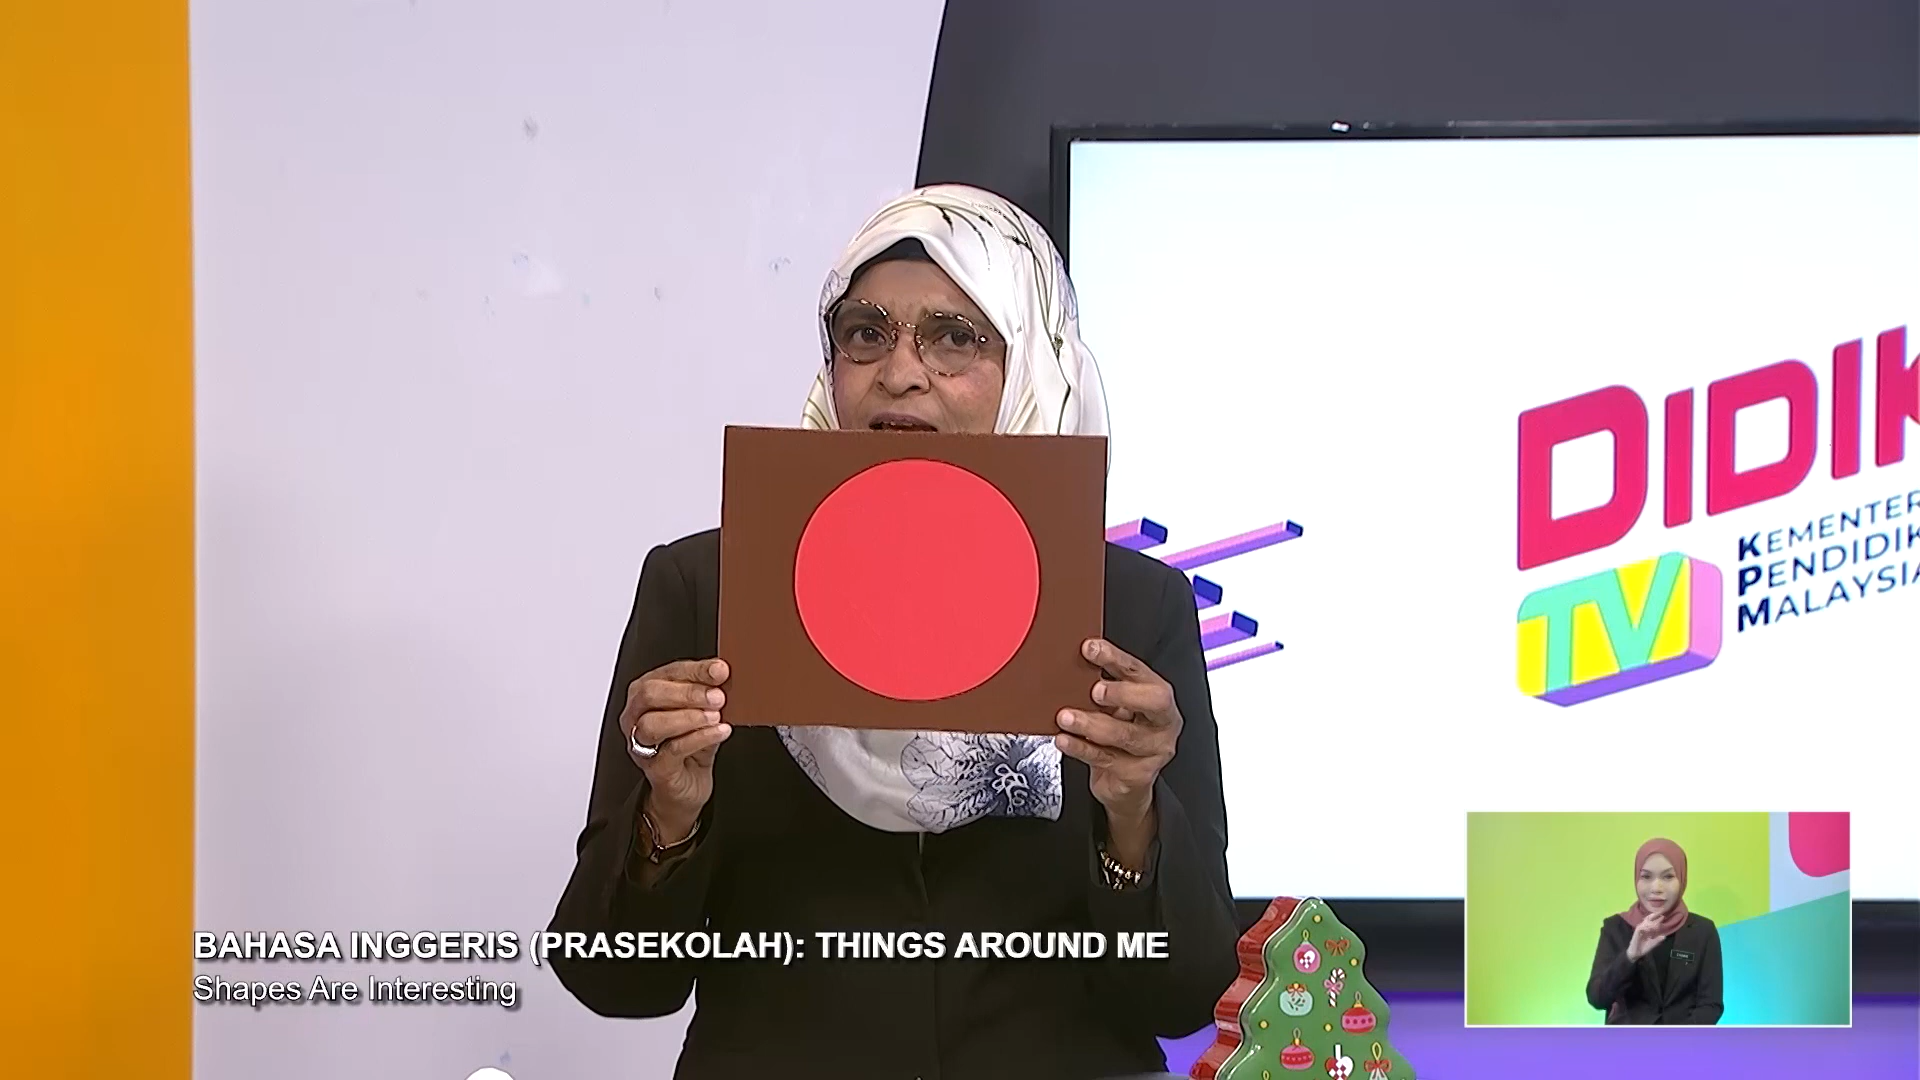 DIDIK
TV
KEMENTER
PENDIDIK
MALAYSIA
BAHASA INGGERIS (PRASEKOLAH): THINGS AROUND ME
Shapes Are Interesting